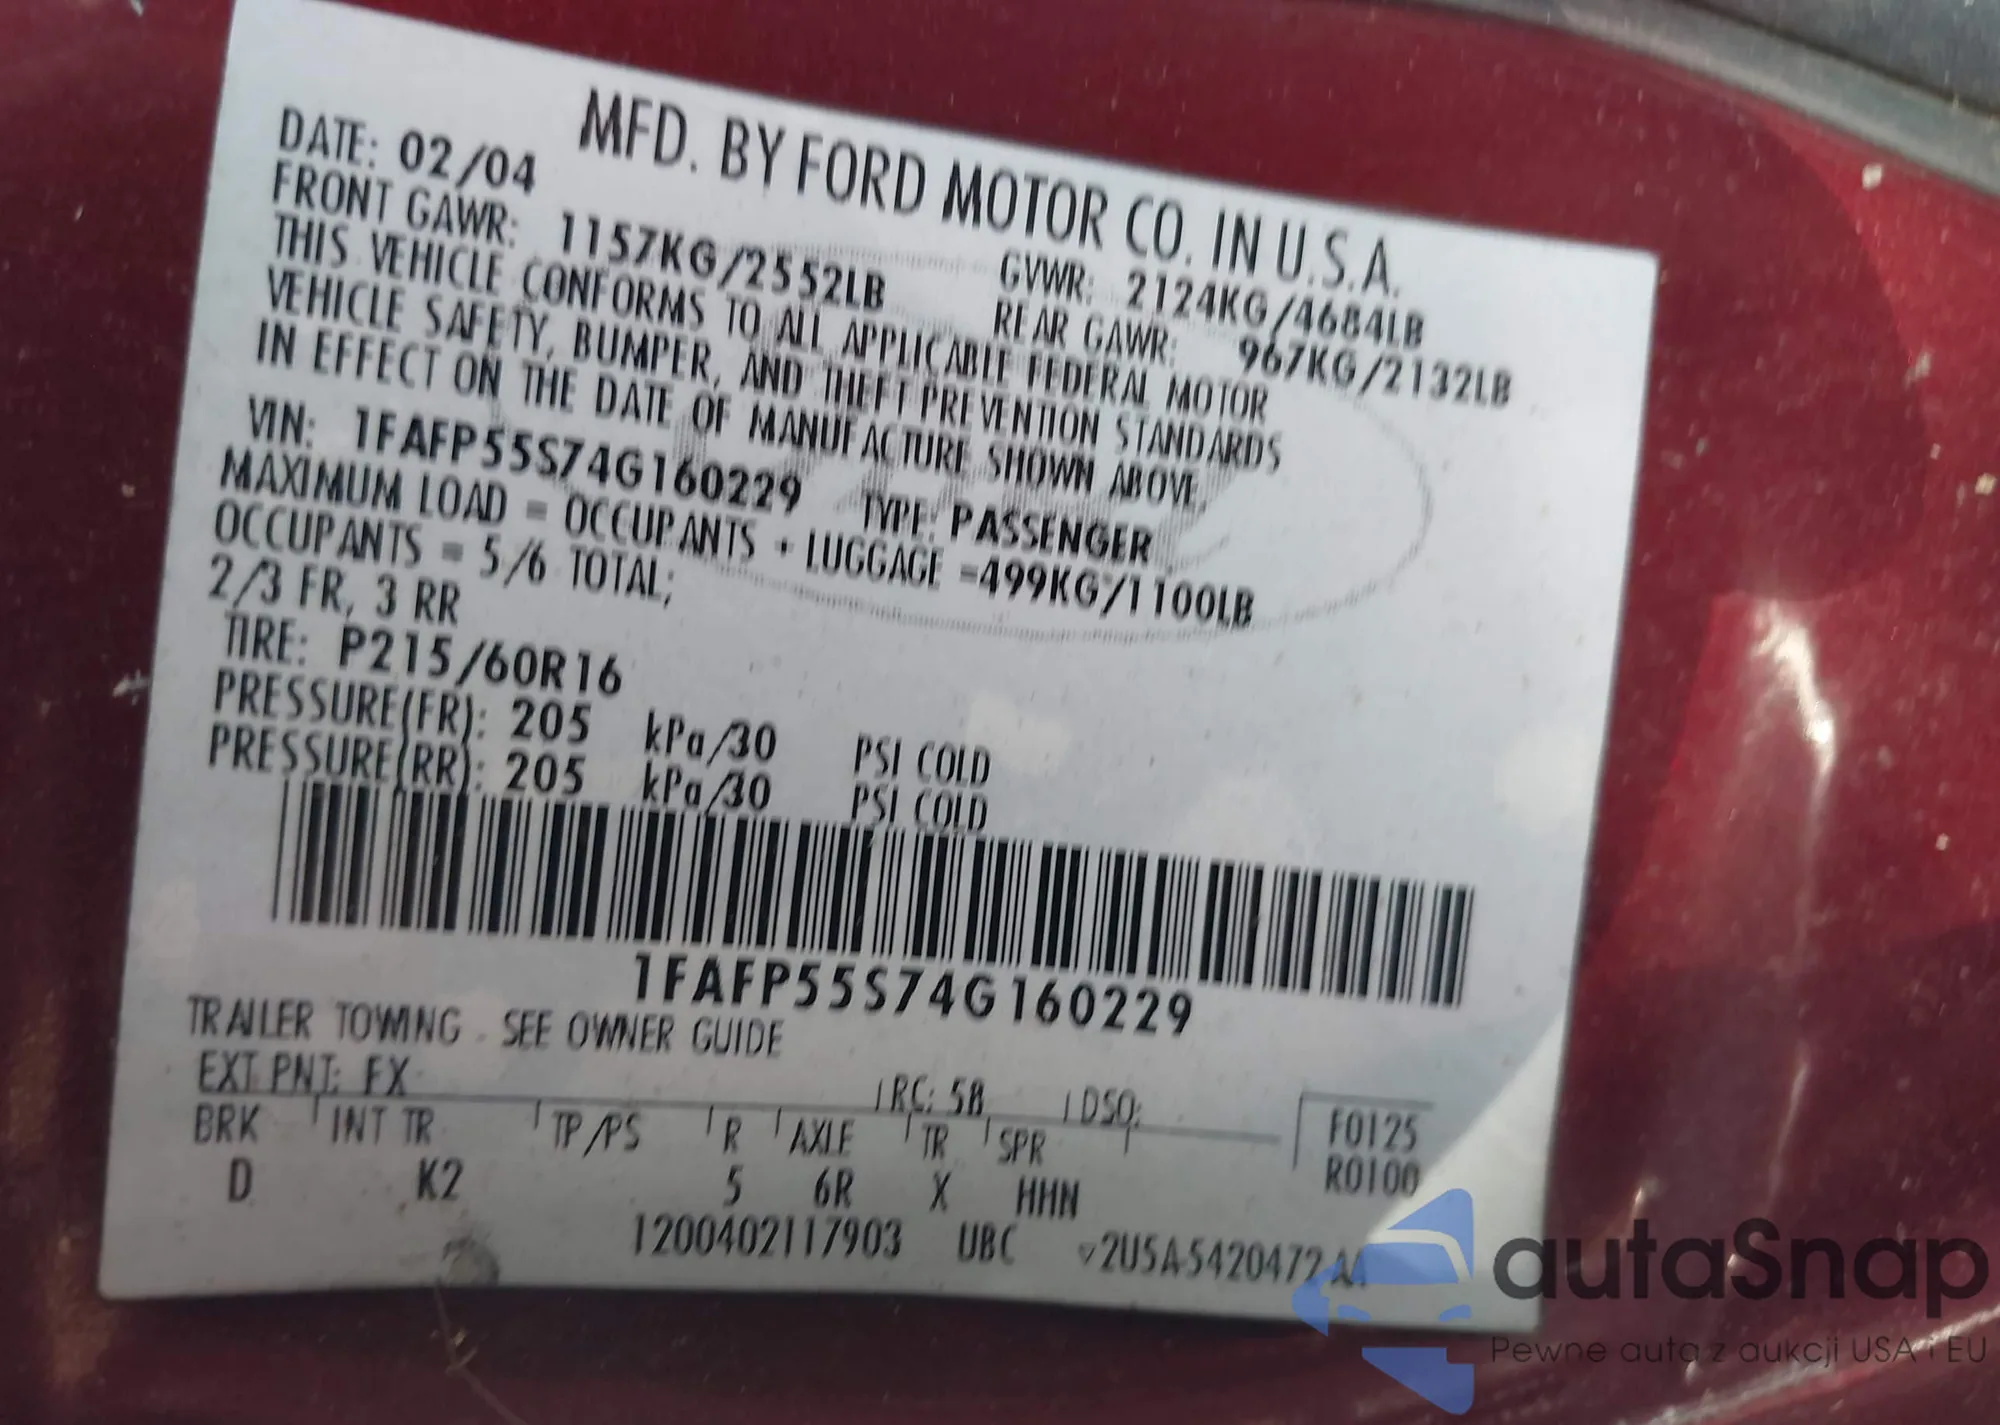 MFD. BY FORD MOTOR CO. IN U.S.A.
DATE: 02/04 GVWR: 2124KG/4684LB
FRONT GAWR: 1157KG/2552LB REAR GAWR: 967KG/2132LB
THIS VEHICLE CONFORMS TO ALL APPLICABLE FEDERAL MOTOR
VEHICLE SAFETY, BUMPER, AND THEFT PREVENTION STANDARDS
IN EFFECT ON THE DATE OF MANUFACTURE SHOWN ABOVE.
VIN: 1FAFP55S74G160229 TYPE: PASSENGER
MAXIMUM LOAD = OCCUPANTS + LUGGAGE =499KG/1100LB
OCCUPANTS = 5/6 TOTAL;
2/3 FR, 3 RR
TIRE: P215/60R16
PRESSURE(FR): 205 kPa/30 PSI COLD
PRESSURE(RR): 205 kPa/30 PSI COLD
1FAFP55S74G160229
TRAILER TOWING - SEE OWNER GUIDE
EXT PNT: FX RC: 58 DSO: F0125
BRK INT TR TP/PS R AXLE TR SPR R0100
D K2 5 6R X HHN
1200402117903 UBC 2U5A-5420472-AA
autaSnap
Pewne auta z aukcji USA i EU